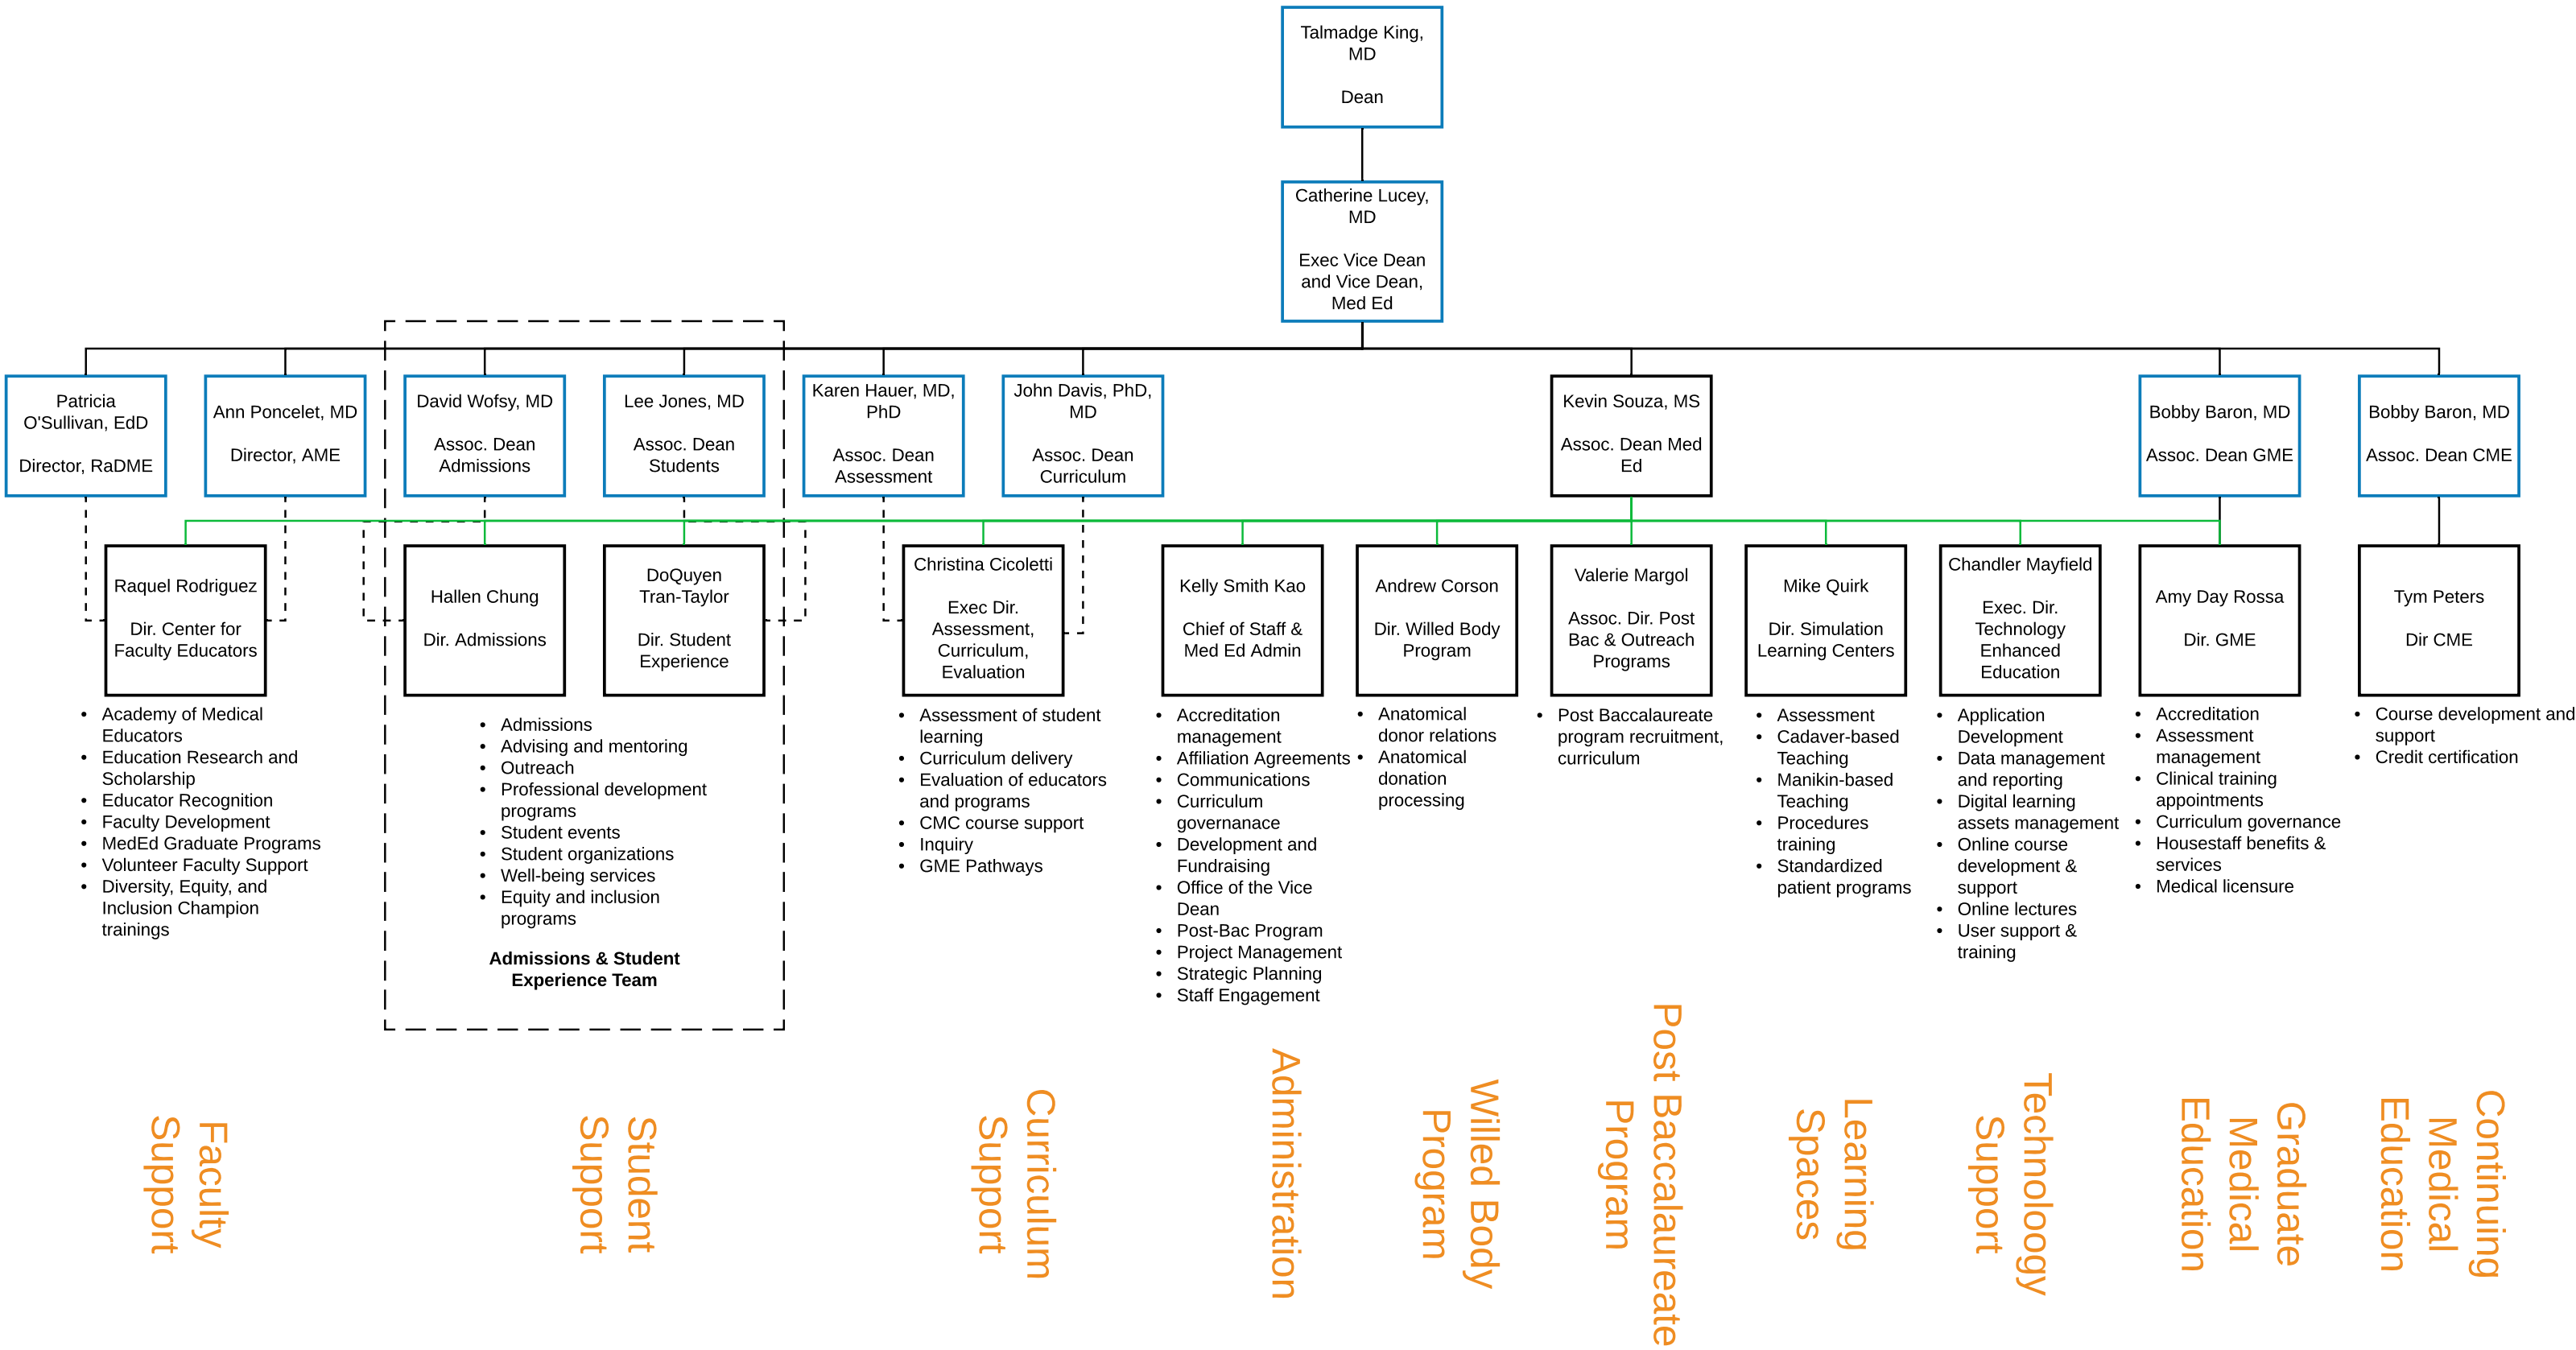 Talmadge King,
MD
Dean
Catherine Lucey,
MD
Exec Vice Dean
and Vice Dean,
Med Ed
Patricia
O'Sullivan, EdD
Director, RaDME
Ann Poncelet, MD
Director, AME
David Wofsy, MD
Assoc. Dean
Admissions
Lee Jones, MD
Assoc. Dean
Students
Karen Hauer, MD,
PhD
Assoc. Dean
Assessment
John Davis, PhD,
MD
Assoc. Dean
Curriculum
Kevin Souza, MS
Assoc. Dean Med
Ed
Bobby Baron, MD
Assoc. Dean GME
Bobby Baron, MD
Assoc. Dean CME
Raquel Rodriguez
Dir. Center for
Faculty Educators
Hallen Chung
Dir. Admissions
DoQuyen
Tran-Taylor
Dir. Student
Experience
Christina Cicoletti
Exec Dir.
Assessment,
Curriculum,
Evaluation
Kelly Smith Kao
Chief of Staff &
Med Ed Admin
Andrew Corson
Dir. Willed Body
Program
Valerie Margol
Assoc. Dir. Post
Bac & Outreach
Programs
Mike Quirk
Dir. Simulation
Learning Centers
Chandler Mayfield
Exec. Dir.
Technology
Enhanced
Education
Amy Day Rossa
Dir. GME
Tym Peters
Dir CME
• Academy of Medical
Educators
• Education Research and
Scholarship
• Educator Recognition
• Faculty Development
• MedEd Graduate Programs
• Volunteer Faculty Support
• Diversity, Equity, and
Inclusion Champion
trainings
• Admissions
• Advising and mentoring
• Outreach
• Professional development
programs
• Student events
• Student organizations
• Well-being services
• Equity and inclusion
programs
Admissions & Student
Experience Team
• Assessment of student
learning
• Curriculum delivery
• Evaluation of educators
and programs
• CMC course support
• Inquiry
• GME Pathways
• Accreditation
management
• Affiliation Agreements
• Communications
• Curriculum
governanace
• Development and
Fundraising
• Office of the Vice
Dean
• Post-Bac Program
• Project Management
• Strategic Planning
• Staff Engagement
• Anatomical
donor relations
• Anatomical
donation
processing
• Post Baccalaureate
program recruitment,
curriculum
• Assessment
• Cadaver-based
Teaching
• Manikin-based
Teaching
• Procedures
training
• Standardized
patient programs
• Application
Development
• Data management
and reporting
• Digital learning
assets management
• Online course
development &
support
• Online lectures
• User support &
training
• Accreditation
• Assessment
management
• Clinical training
appointments
• Curriculum governance
• Housestaff benefits &
services
• Medical licensure
• Course development and
support
• Credit certification
Faculty
Support
Student
Support
Curriculum
Support
Administration
Willed Body
Program
Post Baccalaureate
Program
Learning
Spaces
Technology
Support
Graduate
Medical
Education
Continuing
Medical
Education